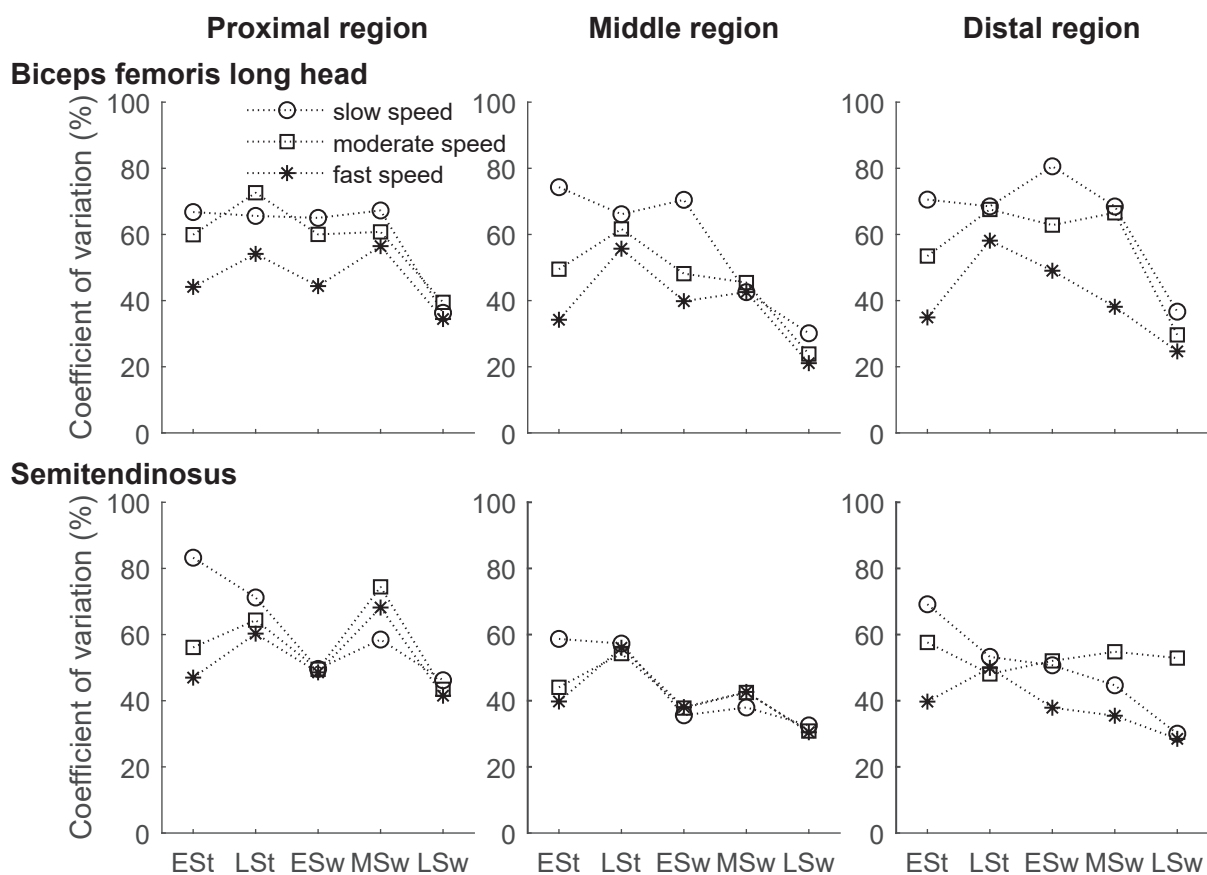 Proximal region Middle region Distal region
Biceps femoris long head
Coefficient of variation (%)
100 80 60 40 20 0
slow speed
moderate speed
fast speed
100 80 60 40 20 0
100 80 60 40 20 0
Semitendinosus
Coefficient of variation (%)
100 80 60 40 20 0
100 80 60 40 20 0
100 80 60 40 20 0
ESt LSt ESw MSw LSw
ESt LSt ESw MSw LSw
ESt LSt ESw MSw LSw